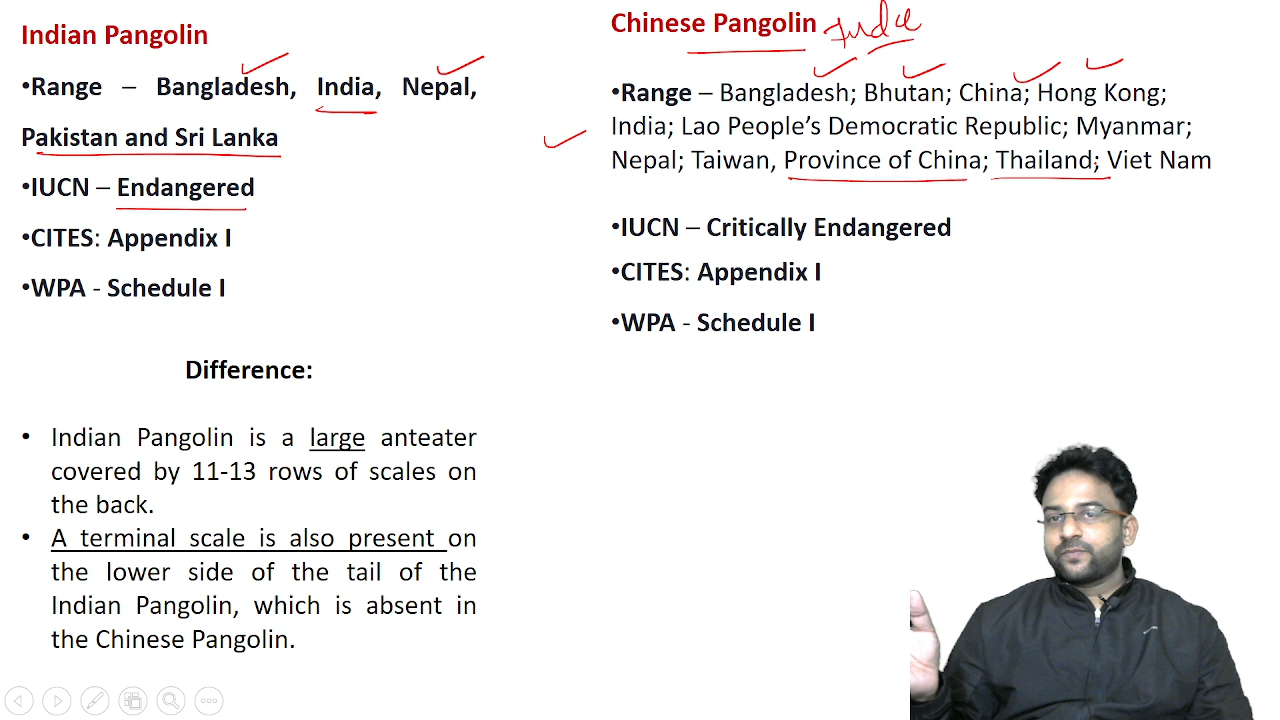 Indian Pangolin
•Range – Bangladesh, India, Nepal,
Pakistan and Sri Lanka
•IUCN – Endangered
•CITES: Appendix I
•WPA - Schedule I
Difference:
• Indian Pangolin is a large anteater
covered by 11-13 rows of scales on
the back.
• A terminal scale is also present on
the lower side of the tail of the
Indian Pangolin, which is absent in
the Chinese Pangolin.
Chinese Pangolin India
•Range – Bangladesh; Bhutan; China; Hong Kong;
India; Lao People's Democratic Republic; Myanmar;
Nepal; Taiwan, Province of China; Thailand; Viet Nam
•IUCN – Critically Endangered
•CITES: Appendix I
•WPA - Schedule I